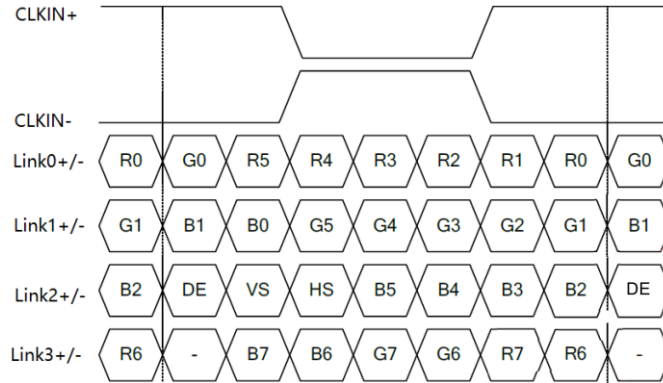 CLKIN+
CLKIN-
Link0+/- R0 G0 R5 R4 R3 R2 R1 R0 G0
Link1+/- G1 B1 B0 G5 G4 G3 G2 G1 B1
Link2+/- B2 DE VS HS B5 B4 B3 B2 DE
Link3+/- R6 - B7 B6 G7 G6 R7 R6 -